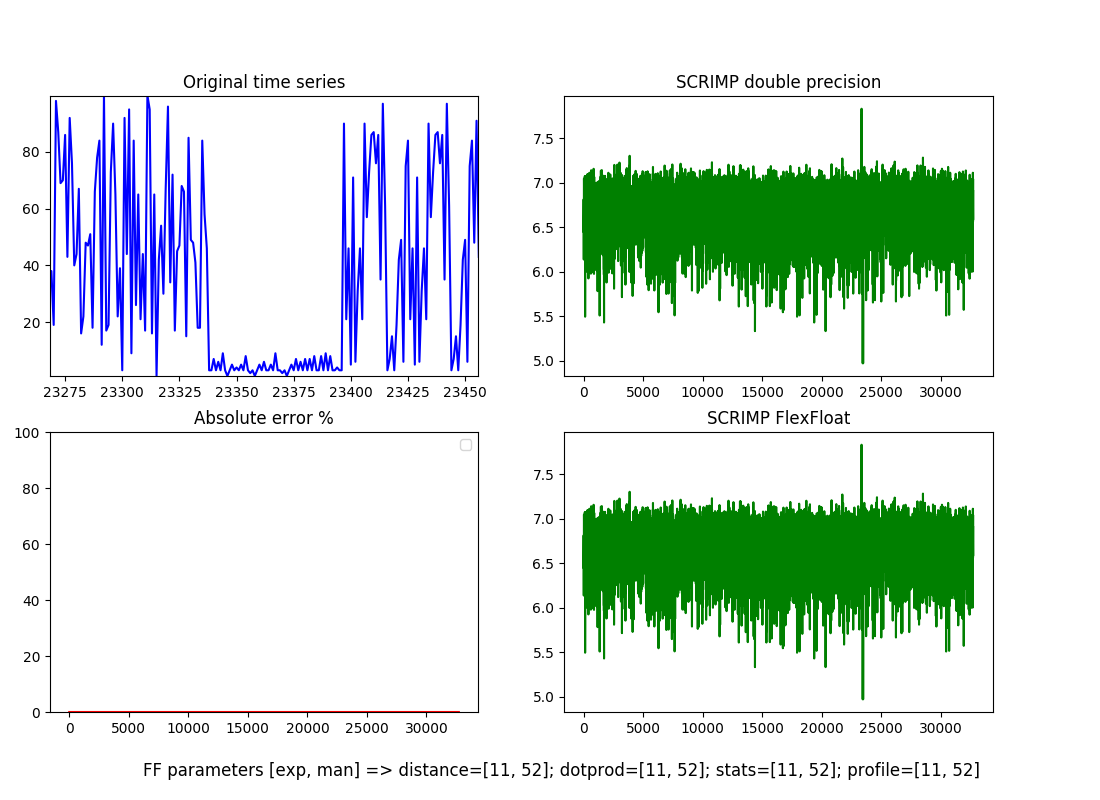 Original time series
80
60
40
20
23275 23300 23325 23350 23375 23400 23425 23450
SCRIMP double precision
7.5
7.0
6.5
6.0
5.5
5.0
0 5000 10000 15000 20000 25000 30000
Absolute error %
100
80
60
40
20
0
0 5000 10000 15000 20000 25000 30000
SCRIMP FlexFloat
7.5
7.0
6.5
6.0
5.5
5.0
0 5000 10000 15000 20000 25000 30000
FF parameters [exp, man] => distance=[11, 52]; dotprod=[11, 52]; stats=[11, 52]; profile=[11, 52]